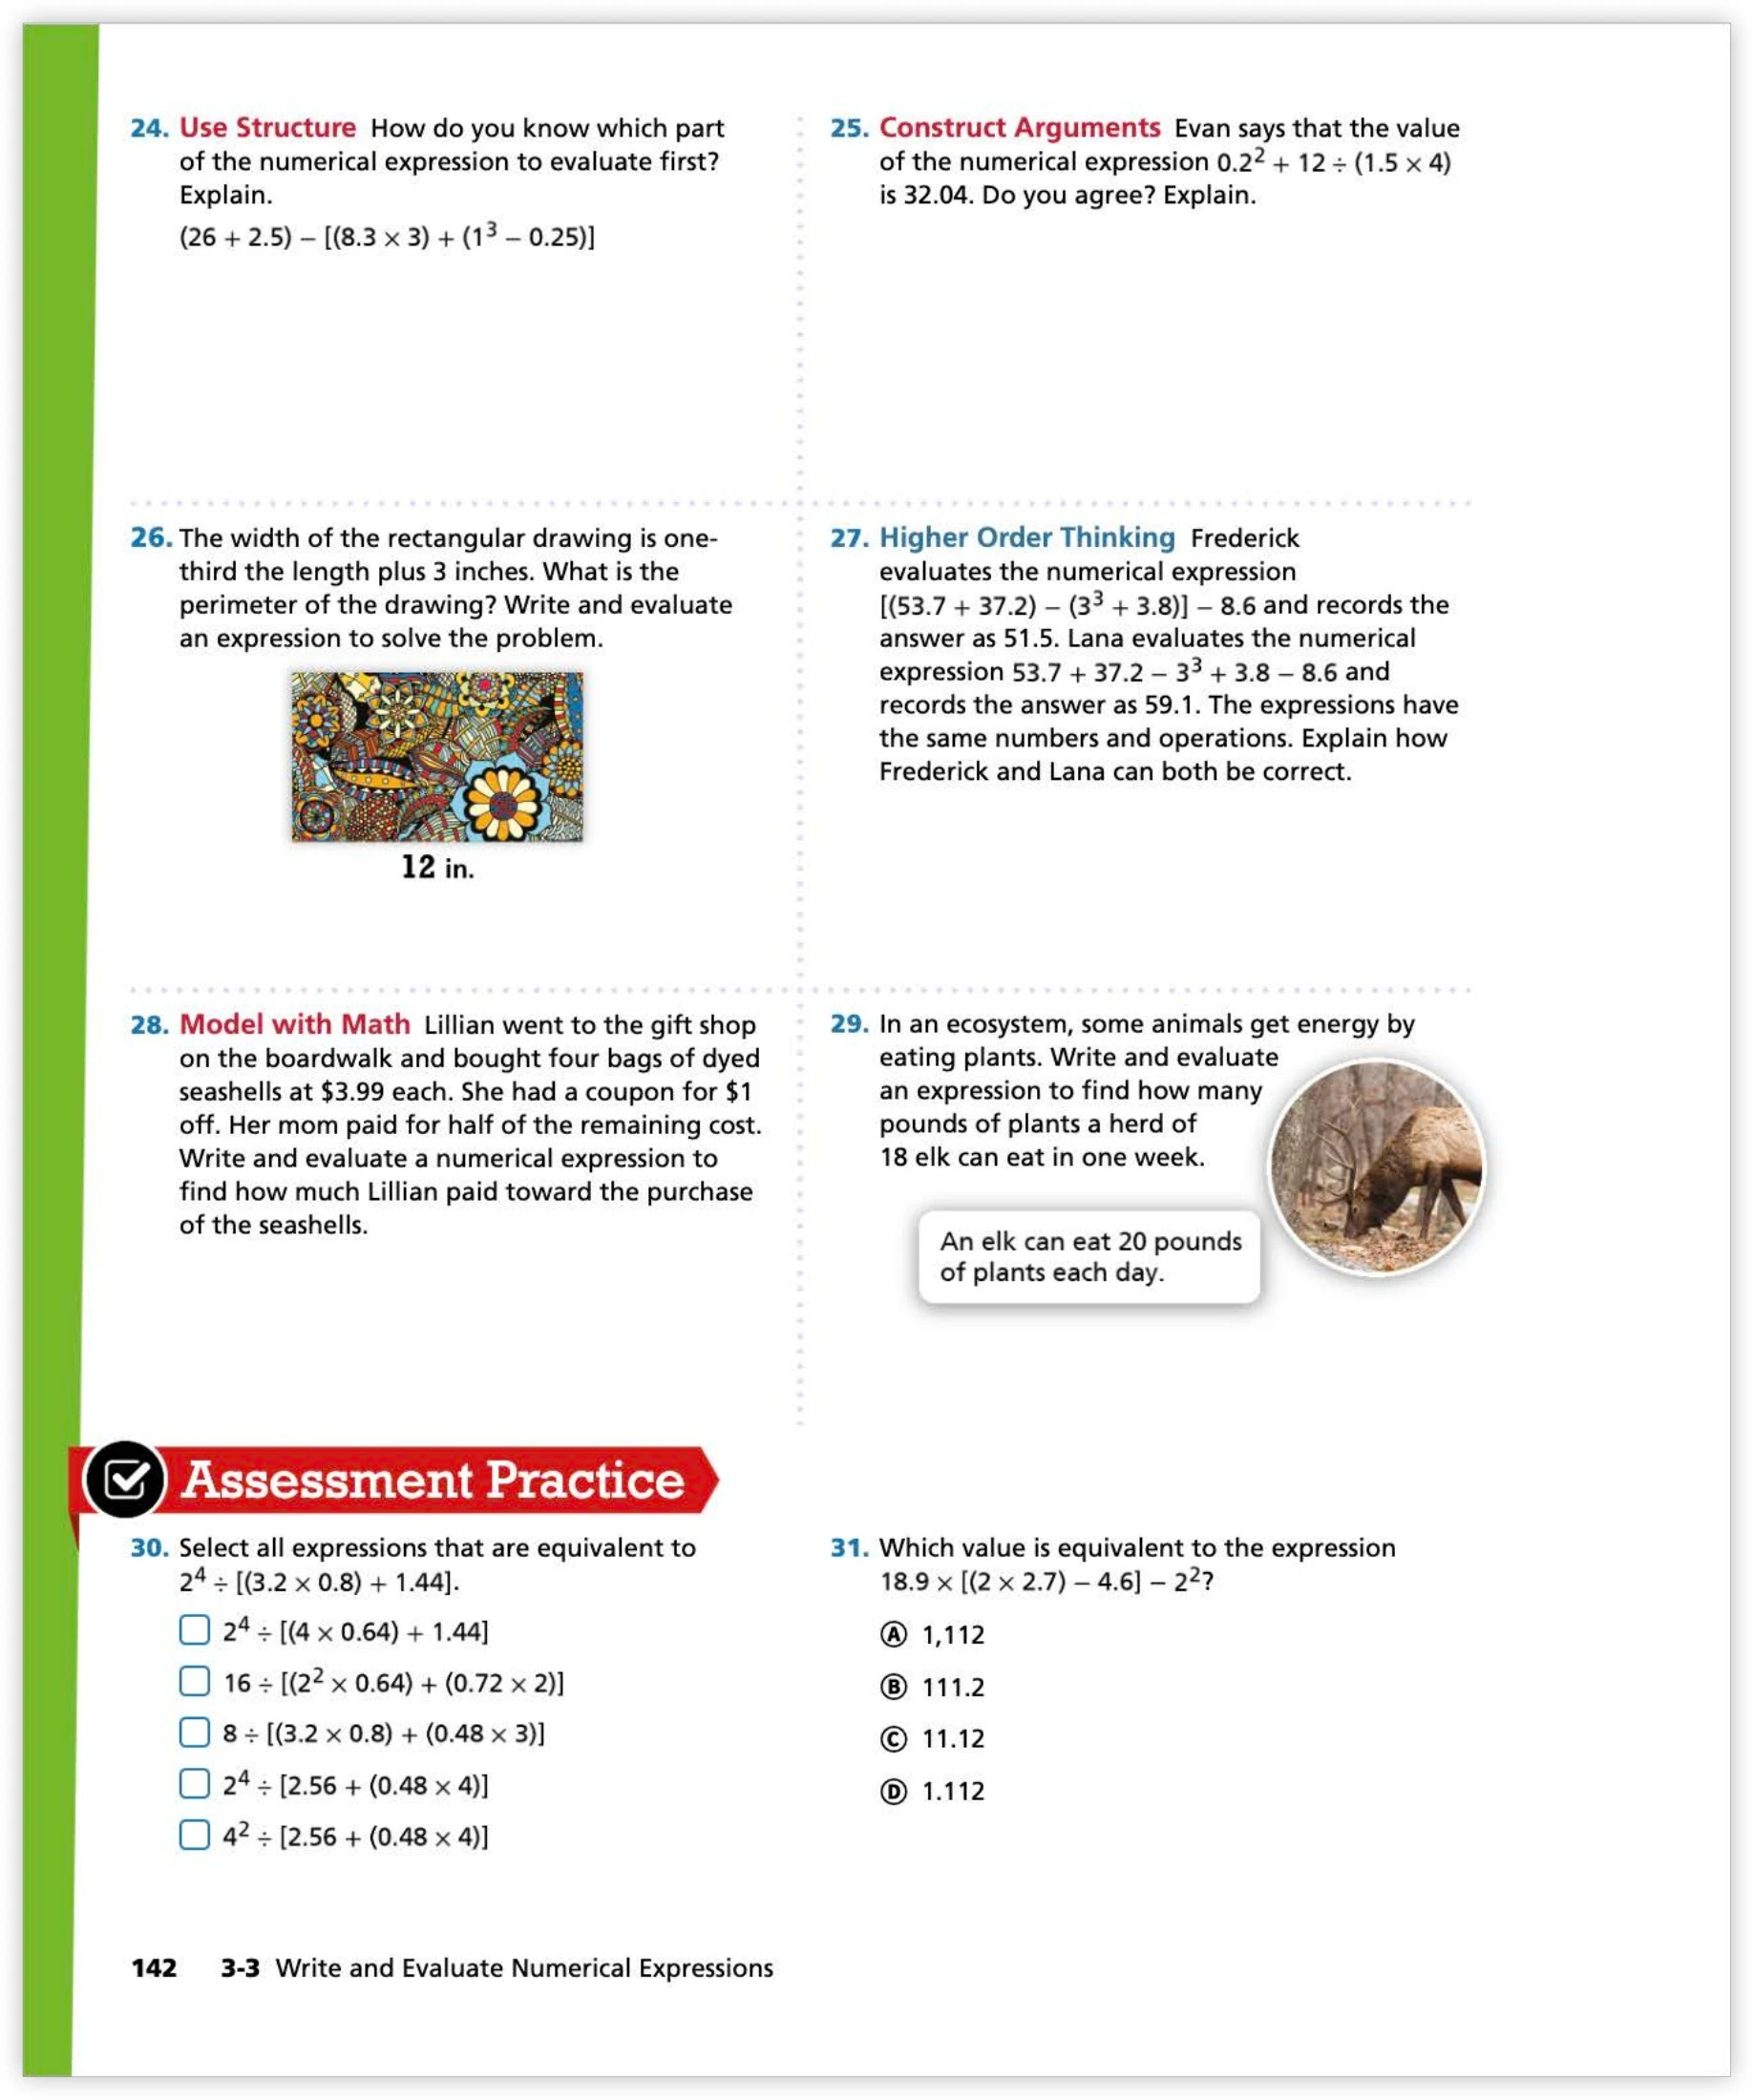 24. Use Structure How do you know which part
of the numerical expression to evaluate first?
Explain.
(26 + 2.5) – [(8.3 × 3) + (1³ – 0.25)]
25. Construct Arguments Evan says that the value
of the numerical expression 0.2² + 12 ÷ (1.5 × 4)
is 32.04. Do you agree? Explain.
26. The width of the rectangular drawing is one-
third the length plus 3 inches. What is the
perimeter of the drawing? Write and evaluate
an expression to solve the problem.
12 in.
27. Higher Order Thinking Frederick
evaluates the numerical expression
[(53.7 + 37.2) – (3³ + 3.8)] – 8.6 and records the
answer as 51.5. Lana evaluates the numerical
expression 53.7 + 37.2 – 3³ + 3.8 – 8.6 and
records the answer as 59.1. The expressions have
the same numbers and operations. Explain how
Frederick and Lana can both be correct.
28. Model with Math Lillian went to the gift shop
on the boardwalk and bought four bags of dyed
seashells at $3.99 each. She had a coupon for $1
off. Her mom paid for half of the remaining cost.
Write and evaluate a numerical expression to
find how much Lillian paid toward the purchase
of the seashells.
29. In an ecosystem, some animals get energy by
eating plants. Write and evaluate
an expression to find how many
pounds of plants a herd of
18 elk can eat in one week.
An elk can eat 20 pounds
of plants each day.
Assessment Practice
30. Select all expressions that are equivalent to
2⁴ ÷ [(3.2 × 0.8) + 1.44].
2⁴ ÷ [(4 × 0.64) + 1.44]
16 ÷ [(2² × 0.64) + (0.72 × 2)]
8 ÷ [(3.2 × 0.8) + (0.48 × 3)]
2⁴ ÷ [2.56 + (0.48 × 4)]
4² ÷ [2.56 + (0.48 × 4)]
31. Which value is equivalent to the expression
18.9 × [(2 × 2.7) – 4.6] – 2²?
Ⓐ 1,112
Ⓑ 111.2
Ⓒ 11.12
Ⓓ 1.112
142 3-3 Write and Evaluate Numerical Expressions